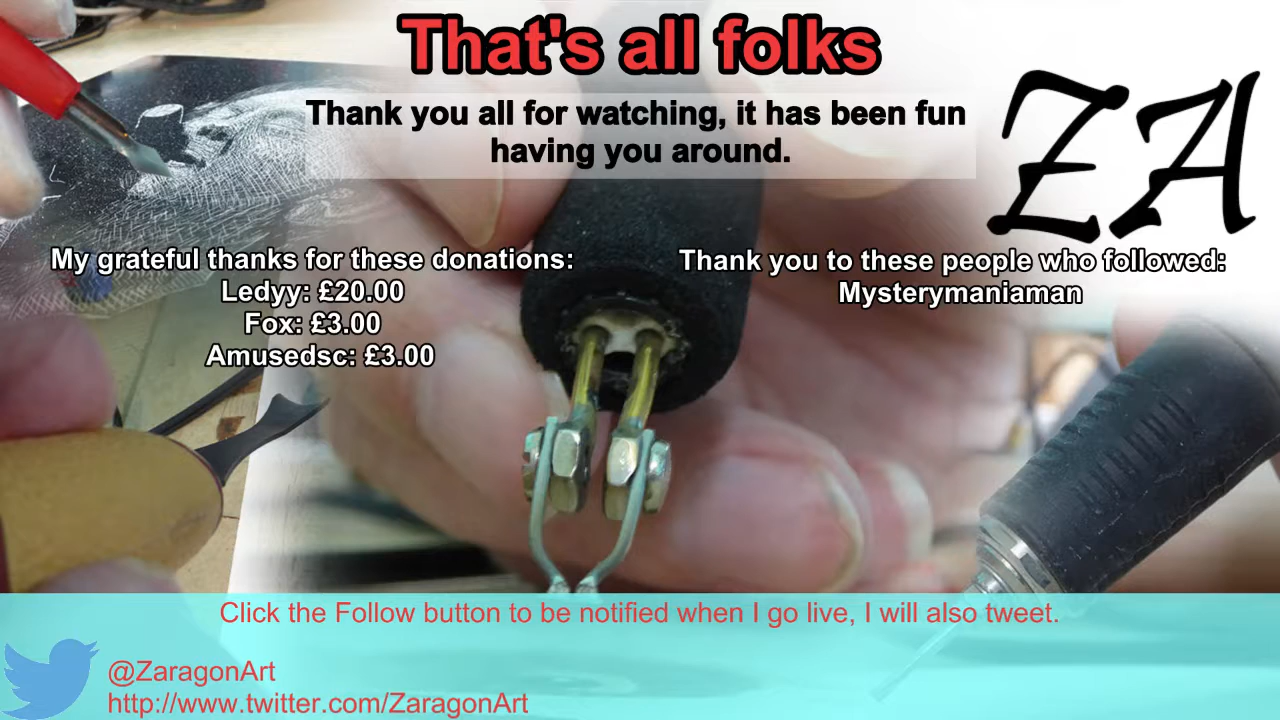 That's all folks
Thank you all for watching, it has been fun
having you around.
ZA
My grateful thanks for these donations:
Ledyy: £20.00
Fox: £3.00
Amusedsc: £3.00
Thank you to these people who followed:
Mysterymaniaman
Click the Follow button to be notified when I go live, I will also tweet.
@ZaragonArt
http://www.twitter.com/ZaragonArt